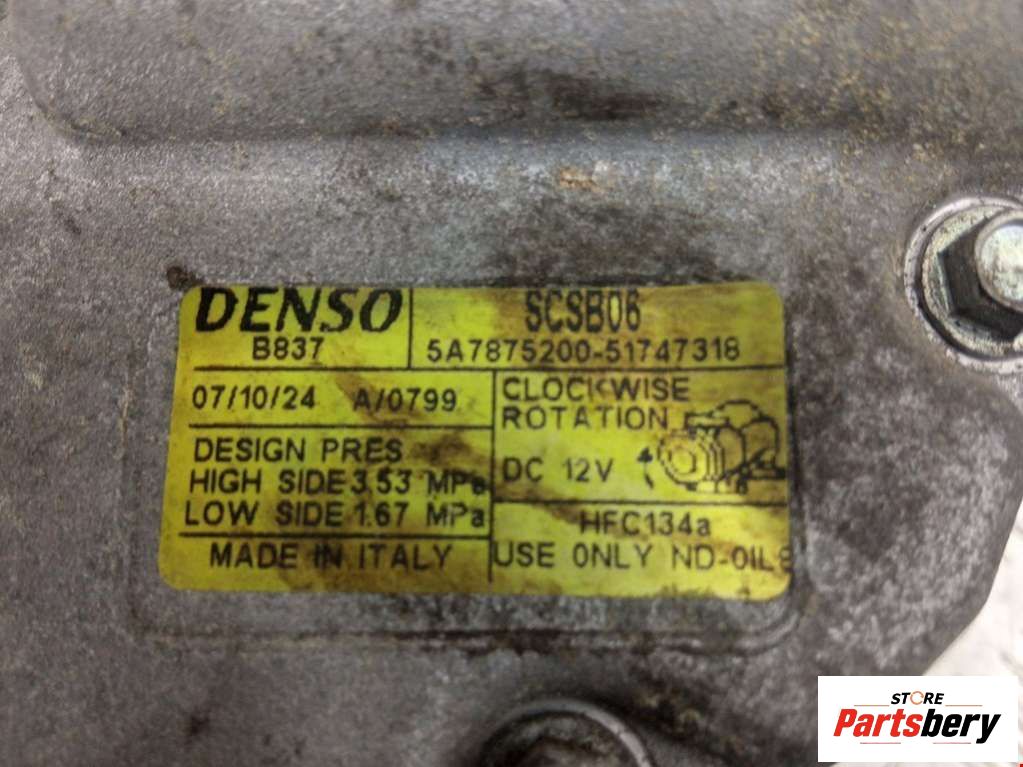 DENSO
B837
SCSB06
5A7875200-51747318
07/10/24 A/0799
CLOCKWISE
ROTATION
DESIGN PRES
HIGH SIDE 3.53 MPa
LOW SIDE 1.67 MPa
DC 12V
HFC134a
MADE IN ITALY
USE ONLY ND-OIL8
STORE
Partsbery